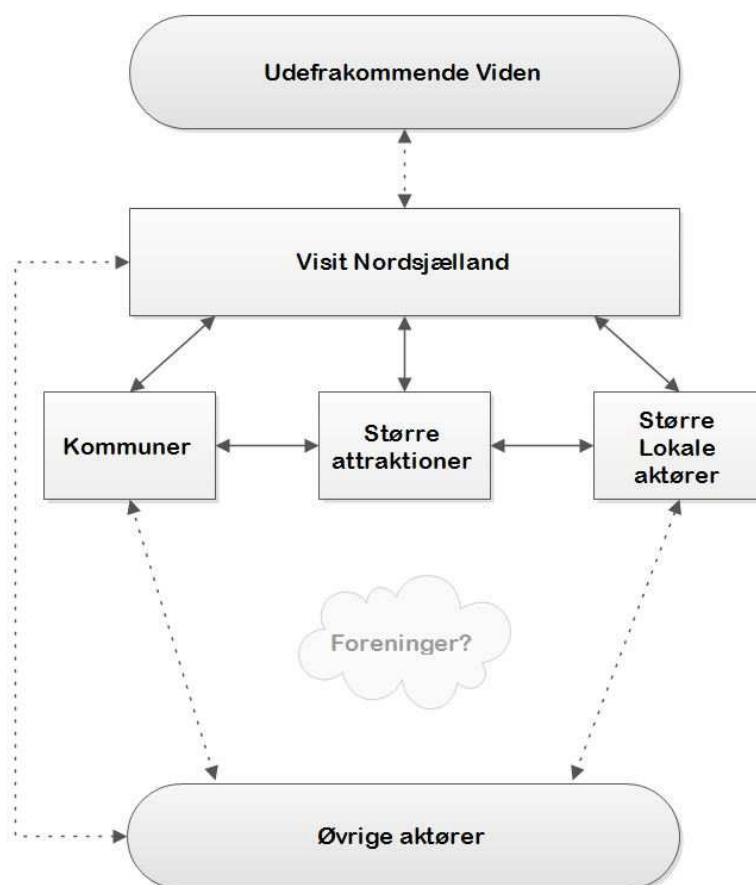 Udefrakommende Viden
Visit Nordsjælland
Kommuner
Større
attraktioner
Større
Lokale
aktører
Foreninger?
Øvrige aktører